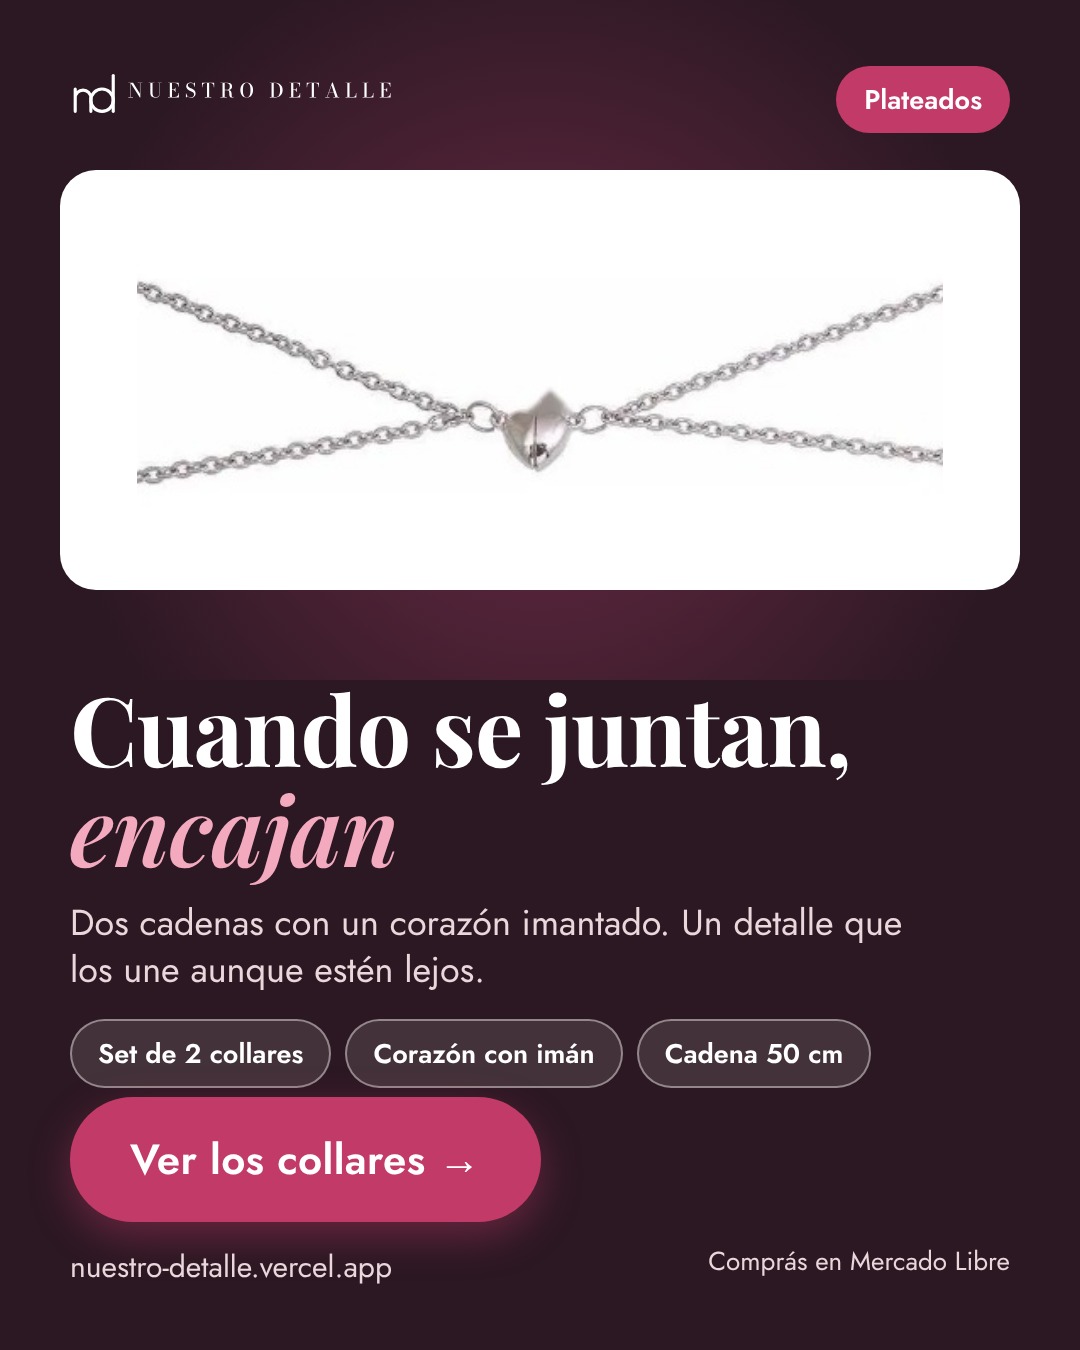 nd NUESTRO DETALLE
Plateados
Cuando se juntan,
encajan
Dos cadenas con un corazón imantado. Un detalle que
los une aunque estén lejos.
Set de 2 collares
Corazón con imán
Cadena 50 cm
Ver los collares →
nuestro-detalle.vercel.app
Comprás en Mercado Libre